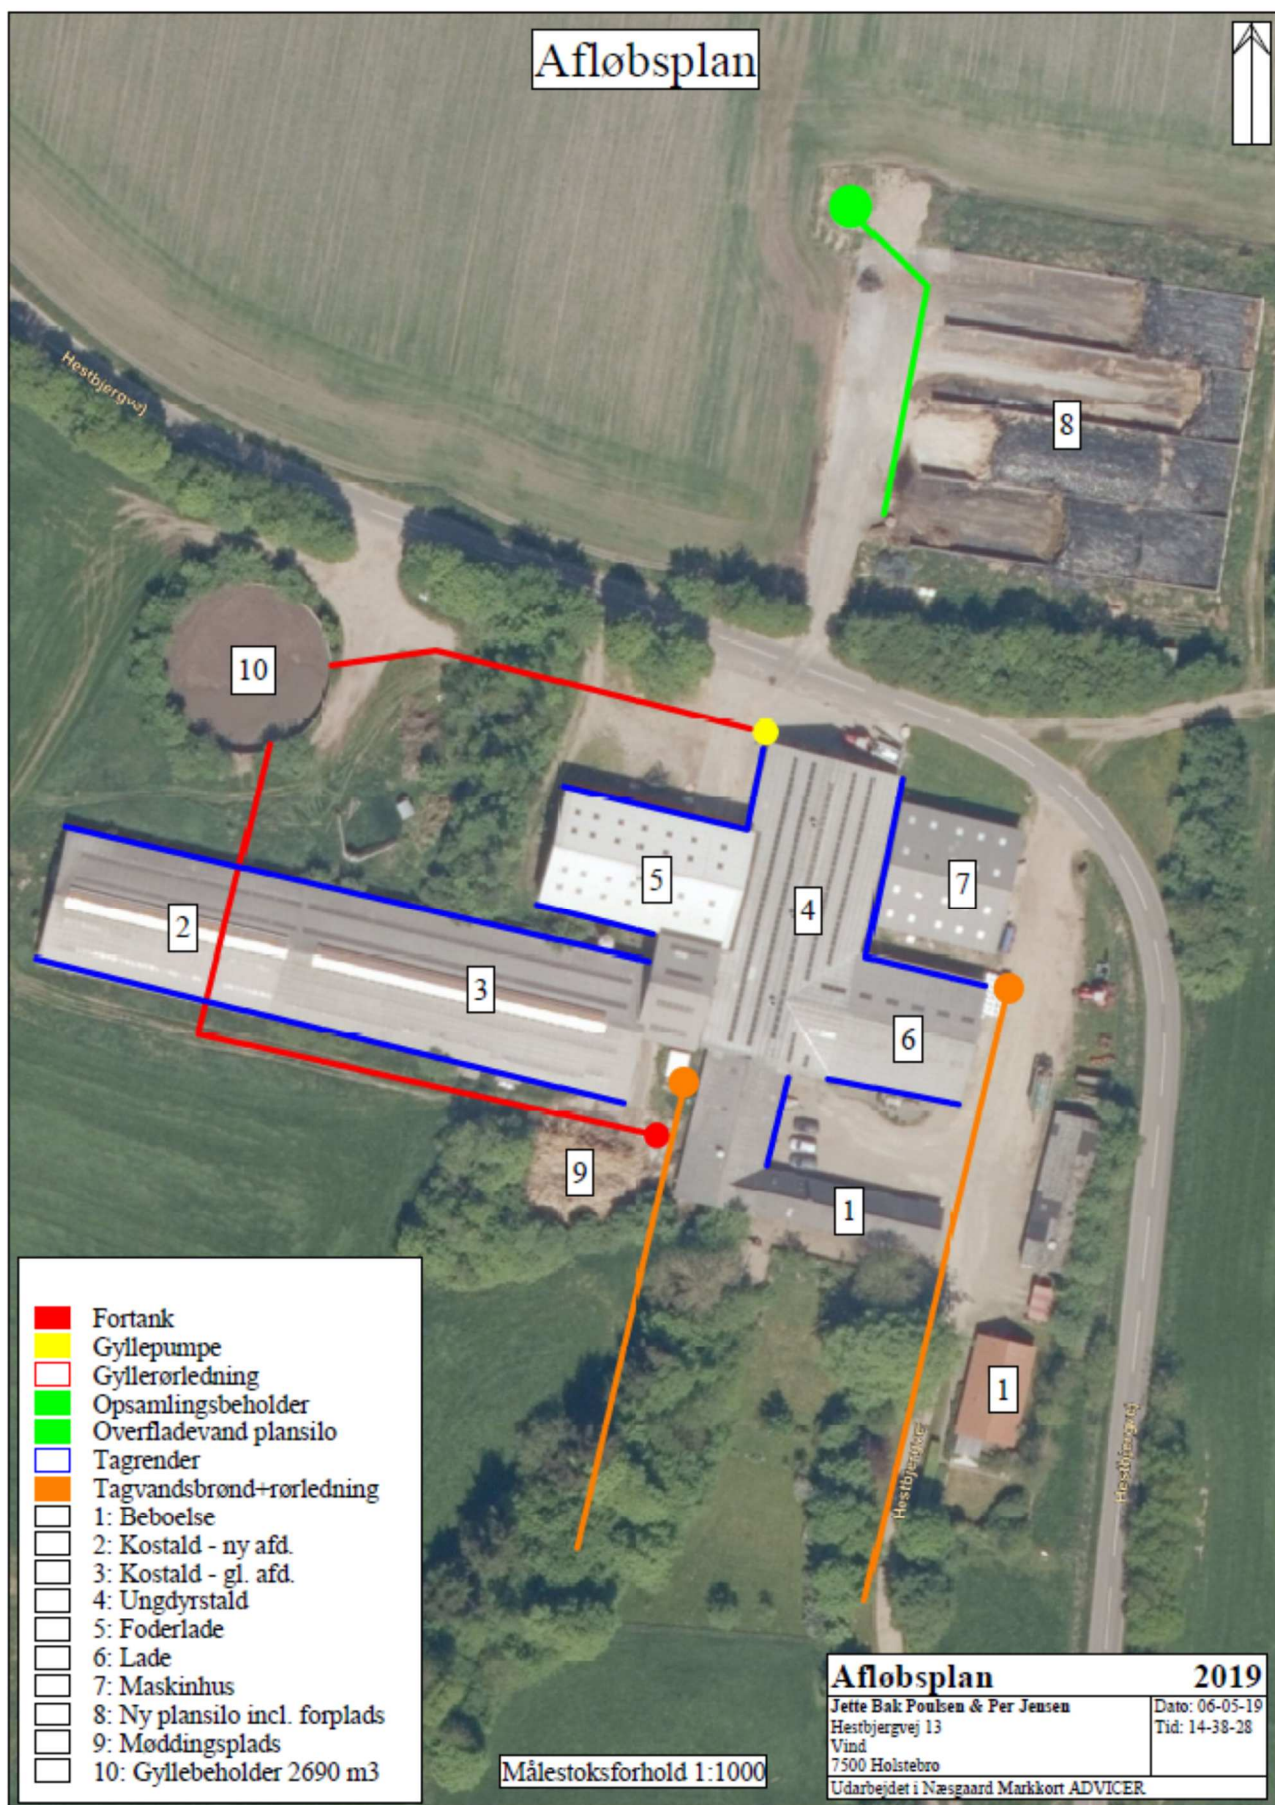 Afløbsplan
Hestbjergvej
8
10
5
7
2
4
3
6
9
1
1
Hestbjergvej
Hestbjergvej
Fortank
Gyllepumpe
Gyllerørledning
Opsamlingsbeholder
Overfladevand plansilo
Tagrender
Tagvandsbrønd+rørledning
1: Beboelse
2: Kostald - ny afd.
3: Kostald - gl. afd.
4: Ungdyrstald
5: Foderlade
6: Lade
7: Maskinhus
8: Ny plansilo incl. forplads
9: Møddingsplads
10: Gyllebeholder 2690 m3
Målestoksforhold 1:1000
Afløbsplan 2019
Jette Bak Poulsen & Per Jensen
Hestbjergvej 13
Vind
7500 Holstebro
Dato: 06-05-19
Tid: 14-38-28
Udarbejdet i Næsgaard Markkort ADVICER